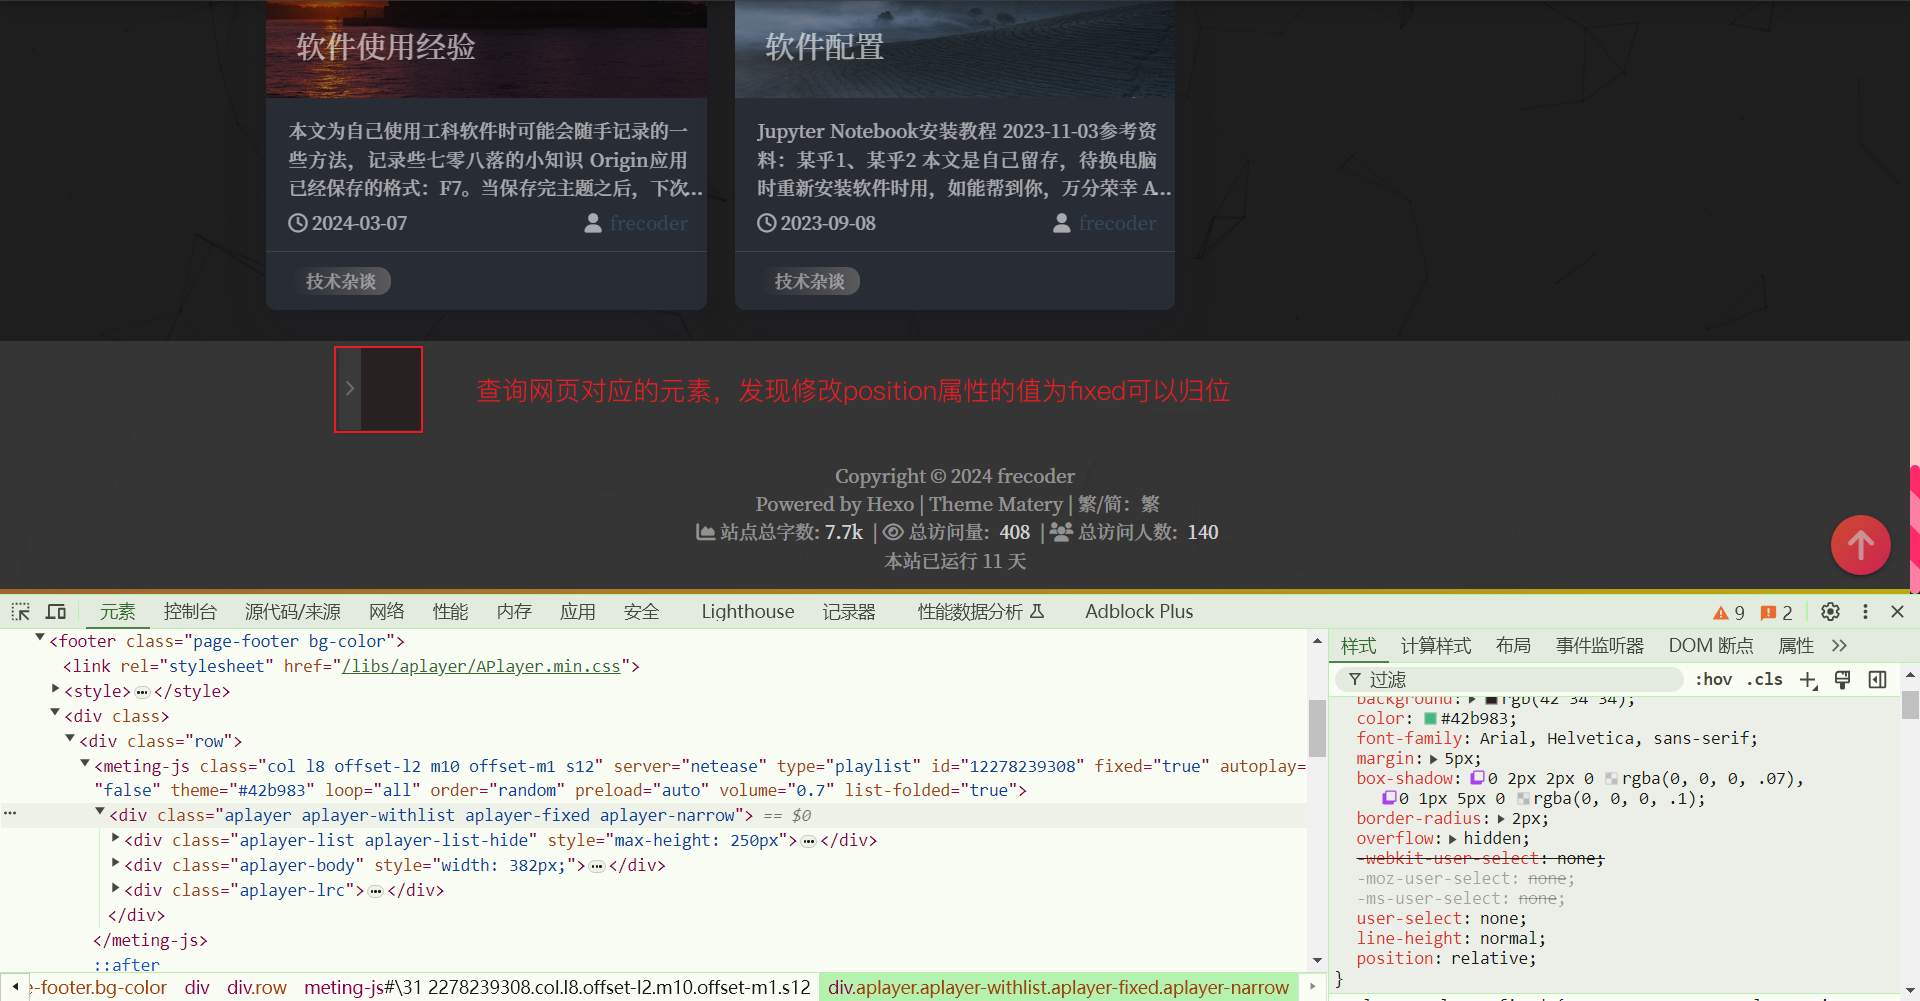 软件使用经验
本文为自己使用工科软件时可能会随手记录的一
些方法，记录些七零八落的小知识 Origin应用
已经保存的格式：F7。当保存完主题之后，下次...
2024-03-07 frecoder
技术杂谈
软件配置
Jupyter Notebook安装教程 2023-11-03参考资
料：某乎1、某乎2 本文是自己留存，待换电脑
时重新安装软件时用，如能帮到你，万分荣幸 A...
2023-09-08 frecoder
技术杂谈
查询网页对应的元素，发现修改position属性的值为fixed可以归位
Copyright © 2024 frecoder
Powered by Hexo | Theme Matery | 繁/简：繁
站点总字数: 7.7k | 总访问量: 408 | 总访问人数: 140
本站已运行 11 天
元素 控制台 源代码/来源 网络 性能 内存 应用 安全 Lighthouse 记录器 性能数据分析 Adblock Plus 9 2
<footer class="page-footer bg-color">
<link rel="stylesheet" href="/libs/aplayer/APlayer.min.css">
<style>…</style>
<div class>
<div class="row">
<meting-js class="col l8 offset-l2 m10 offset-m1 s12" server="netease" type="playlist" id="12278239308" fixed="true" autoplay=
"false" theme="#42b983" loop="all" order="random" preload="auto" volume="0.7" list-folded="true">
<div class="aplayer aplayer-withlist aplayer-fixed aplayer-narrow"> == $0
<div class="aplayer-list aplayer-list-hide" style="max-height: 250px">…</div>
<div class="aplayer-body" style="width: 382px;">…</div>
<div class="aplayer-lrc">…</div>
</div>
</meting-js>
::after
e-footer.bg-color div div.row meting-js#\31 2278239308.col.l8.offset-l2.m10.offset-m1.s12 div.aplayer.aplayer-withlist.aplayer-fixed.aplayer-narrow
样式 计算样式 布局 事件监听器 DOM 断点 属性
过滤 :hov .cls
background: rgb(42 34 34);
color: #42b983;
font-family: Arial, Helvetica, sans-serif;
margin: 5px;
box-shadow: 0 2px 2px 0 rgba(0, 0, 0, .07),
0 1px 5px 0 rgba(0, 0, 0, .1);
border-radius: 2px;
overflow: hidden;
-webkit-user-select: none;
-moz-user-select: none;
-ms-user-select: none;
user-select: none;
line-height: normal;
position: relative;
}